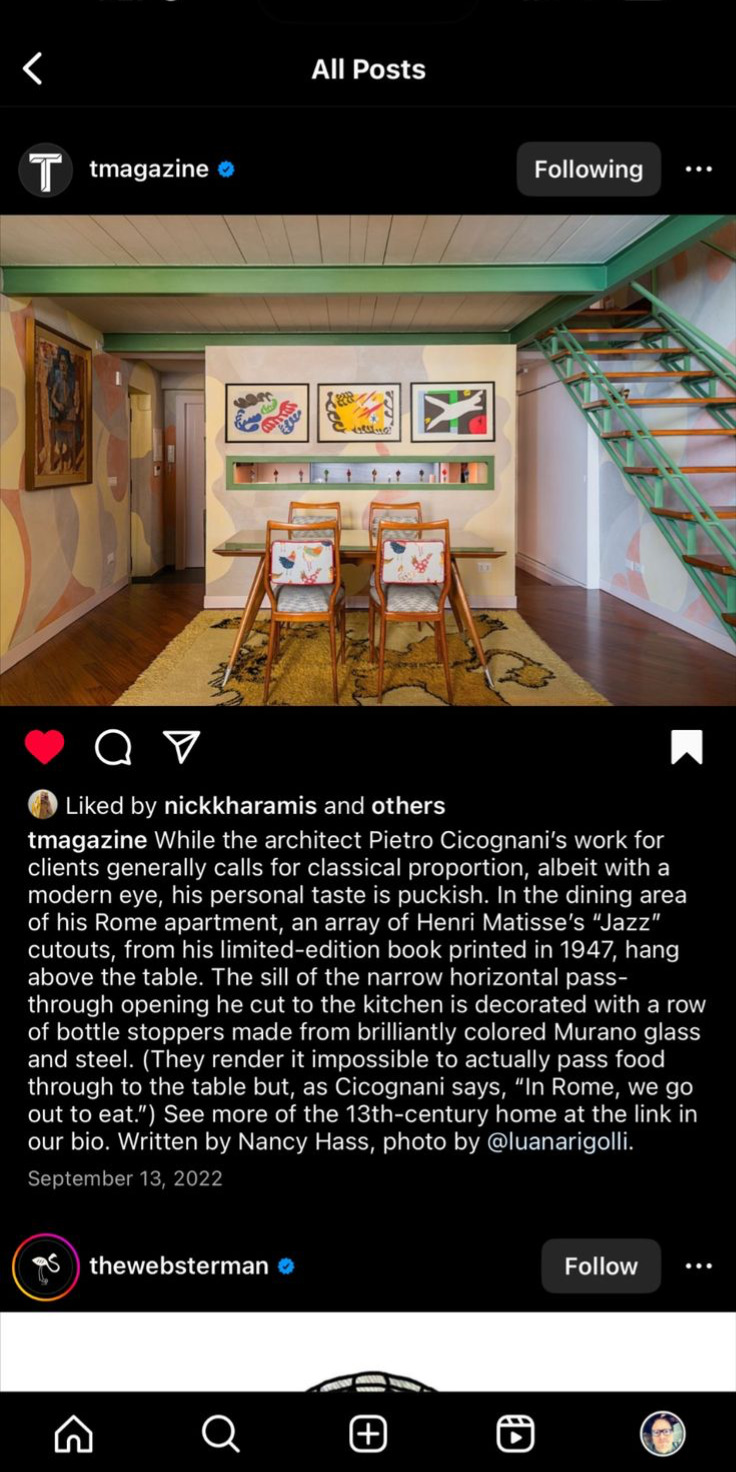 All Posts
T
tmagazine
Following
Liked by nickkharamis and others
tmagazine While the architect Pietro Cicognani’s work for
clients generally calls for classical proportion, albeit with a
modern eye, his personal taste is puckish. In the dining area
of his Rome apartment, an array of Henri Matisse’s “Jazz”
cutouts, from his limited-edition book printed in 1947, hang
above the table. The sill of the narrow horizontal pass-
through opening he cut to the kitchen is decorated with a row
of bottle stoppers made from brilliantly colored Murano glass
and steel. (They render it impossible to actually pass food
through to the table but, as Cicognani says, “In Rome, we go
out to eat.”) See more of the 13th-century home at the link in
our bio. Written by Nancy Hass, photo by @luanarigolli.
September 13, 2022
thewebsterman
Follow